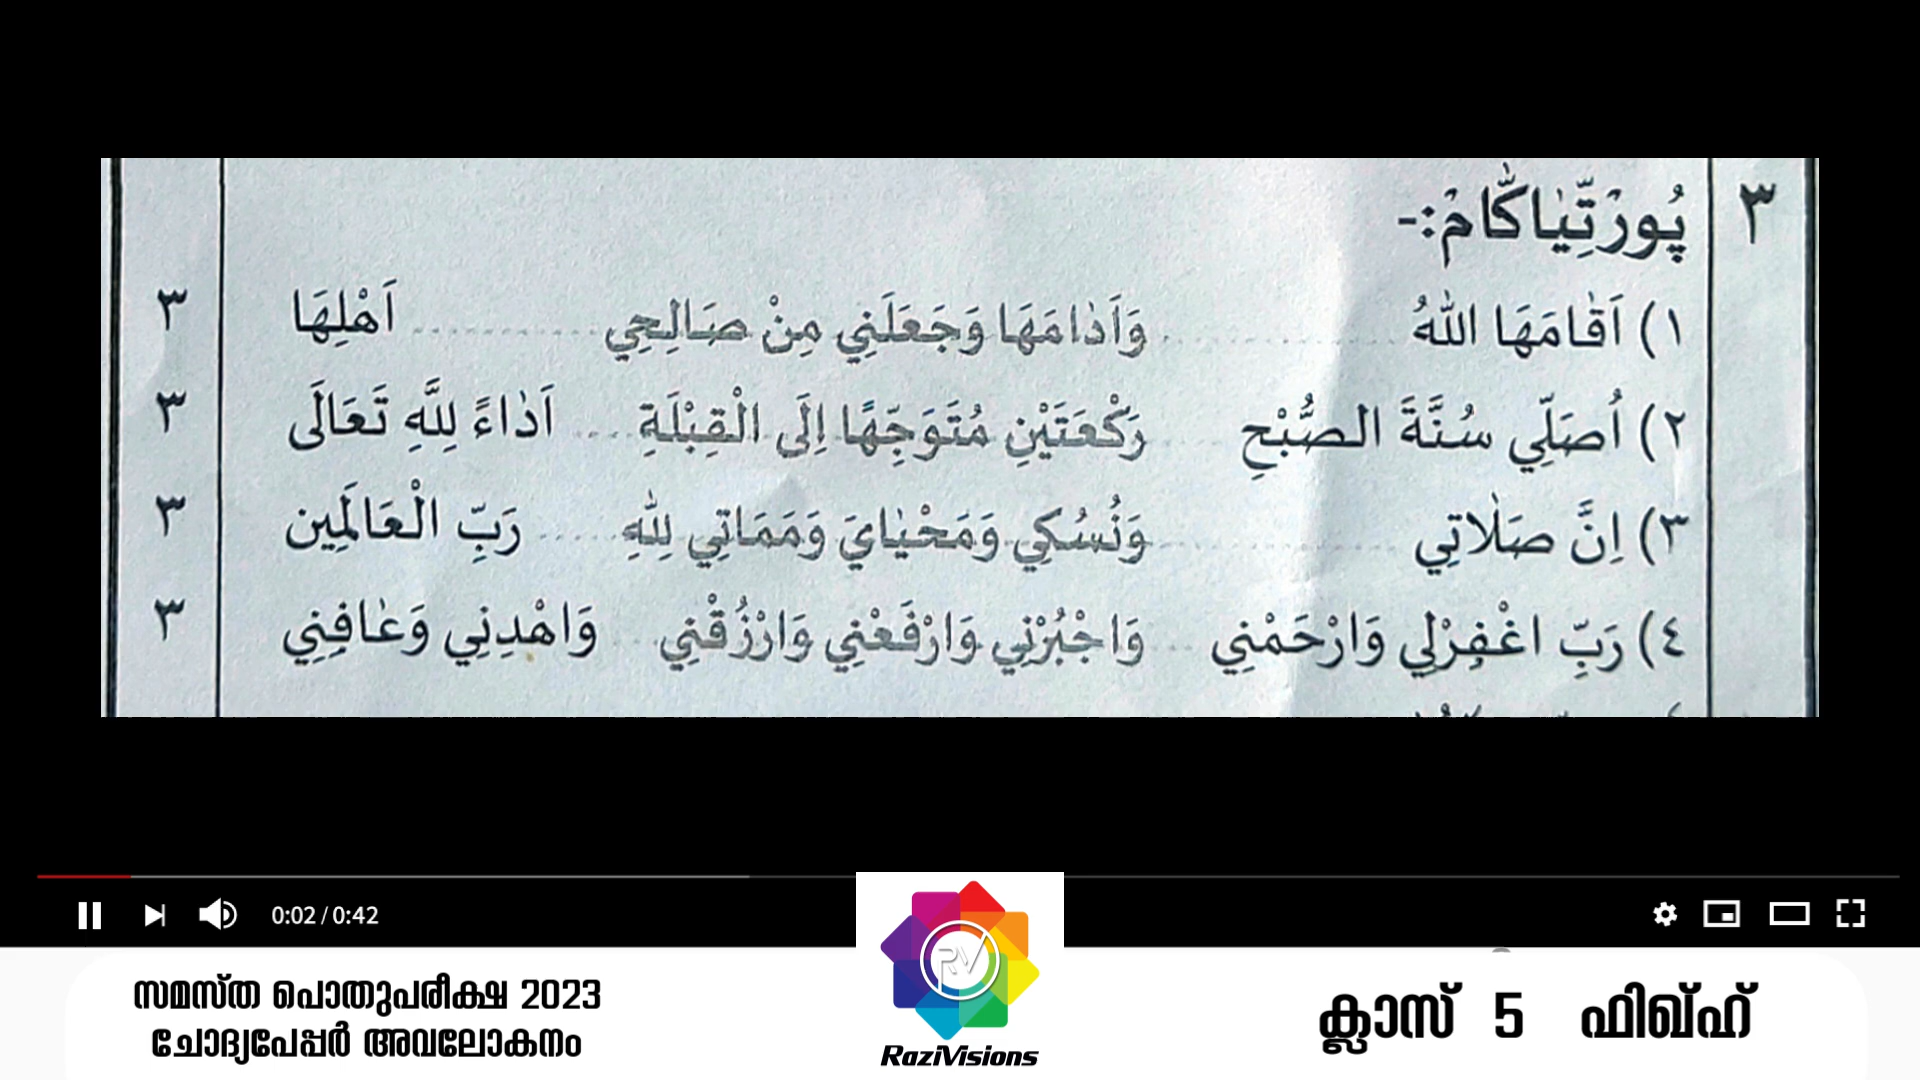 ٣ پُورْتِّيٰاكَّامْ:-
١) اَقَامَهَا اللهُ .......... وَاَدٰامَهَا وَجَعَلَنِي مِنْ صَالِحِي .......... اَهْلِهَا ٣
٢) اُصَلِّي سُنَّةَ الصُّبْحِ .......... رَكْعَتَيْنِ مُتَوَجِّهًا إِلَى الْقِبْلَةِ .... اَدٰاءً لِلَّهِ تَعَالَى ٣
٣) اِنَّ صَلَاتِي .......... وَنُسُكِي وَمَحْيٰايَ وَمَمَاتِي لِلّٰهِ ...... رَبِّ الْعَالَمِين ٣
٤) رَبِّ اغْفِرْلِي وَارْحَمْنِي .... وَاجْبُرْنِي وَارْفَعْنِي وَارْزُقْنِي .... وَاهْدِنِي وَعٰافِنِي ٣
0:02 / 0:42
സമസ്ത പൊതുപരീക്ഷ 2023
ചോദ്യപേപ്പർ അവലോകനം
RV
RaziVisions
ക്ലാസ് 5 ഫിഖ്ഹ്